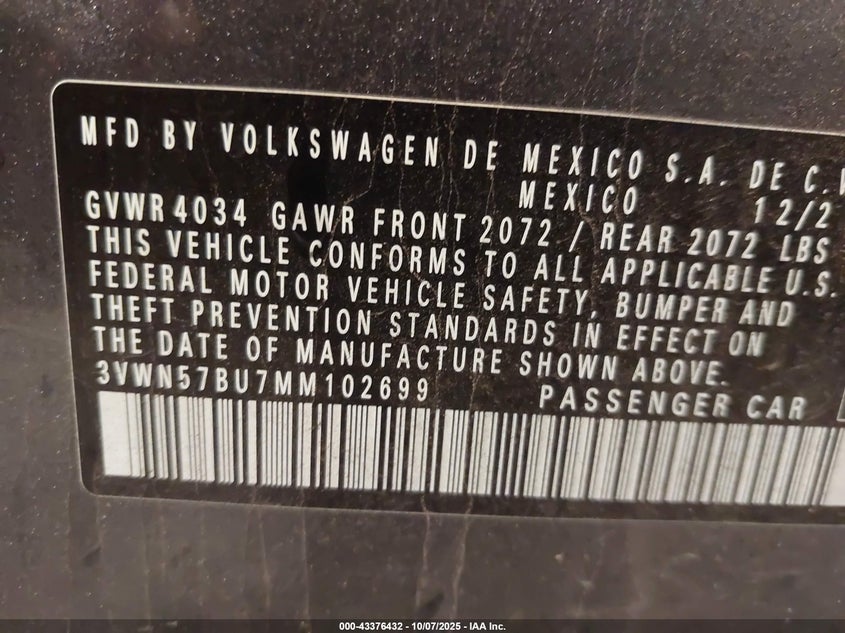 MFD BY VOLKSWAGEN DE MEXICO S.A. DE C.V
MEXICO 12/2
GVWR 4034 GAWR FRONT 2072 / REAR 2072 LBS
THIS VEHICLE CONFORMS TO ALL APPLICABLE U.S.
FEDERAL MOTOR VEHICLE SAFETY, BUMPER AND
THEFT PREVENTION STANDARDS IN EFFECT ON
THE DATE OF MANUFACTURE SHOWN ABOVE.
3VWN57BU7MM102699 PASSENGER CAR
000-43376432 - 10/07/2025 - IAA Inc.